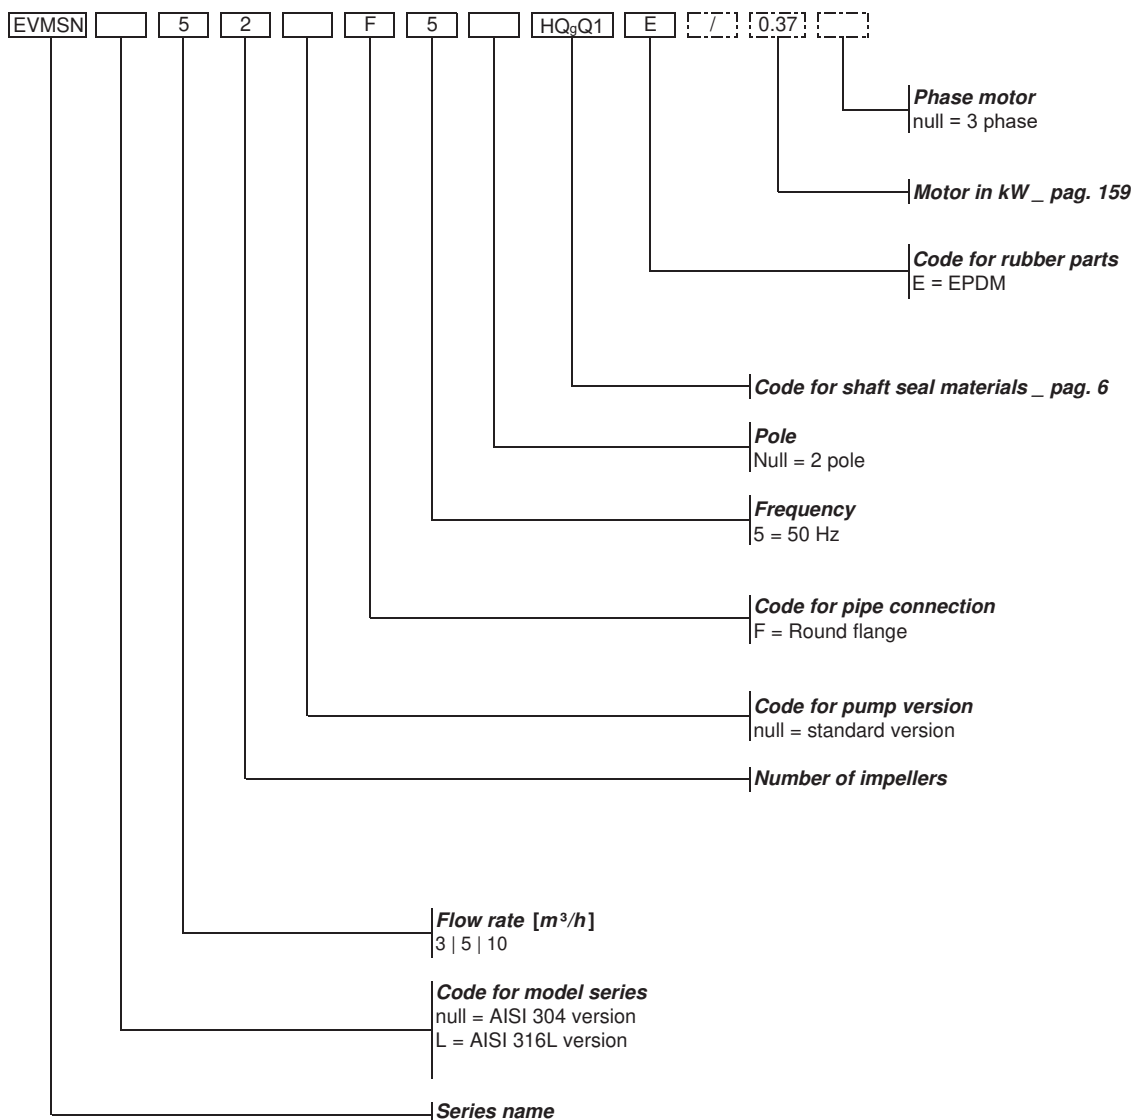 EVMSN 5 2 F 5 HQgQ1 E / 0.37
Phase motor
null = 3 phase
Motor in kW _ pag. 159
Code for rubber parts
E = EPDM
Code for shaft seal materials _ pag. 6
Pole
Null = 2 pole
Frequency
5 = 50 Hz
Code for pipe connection
F = Round flange
Code for pump version
null = standard version
Number of impellers
Flow rate [m³/h]
3 | 5 | 10
Code for model series
null = AISI 304 version
L = AISI 316L version
Series name